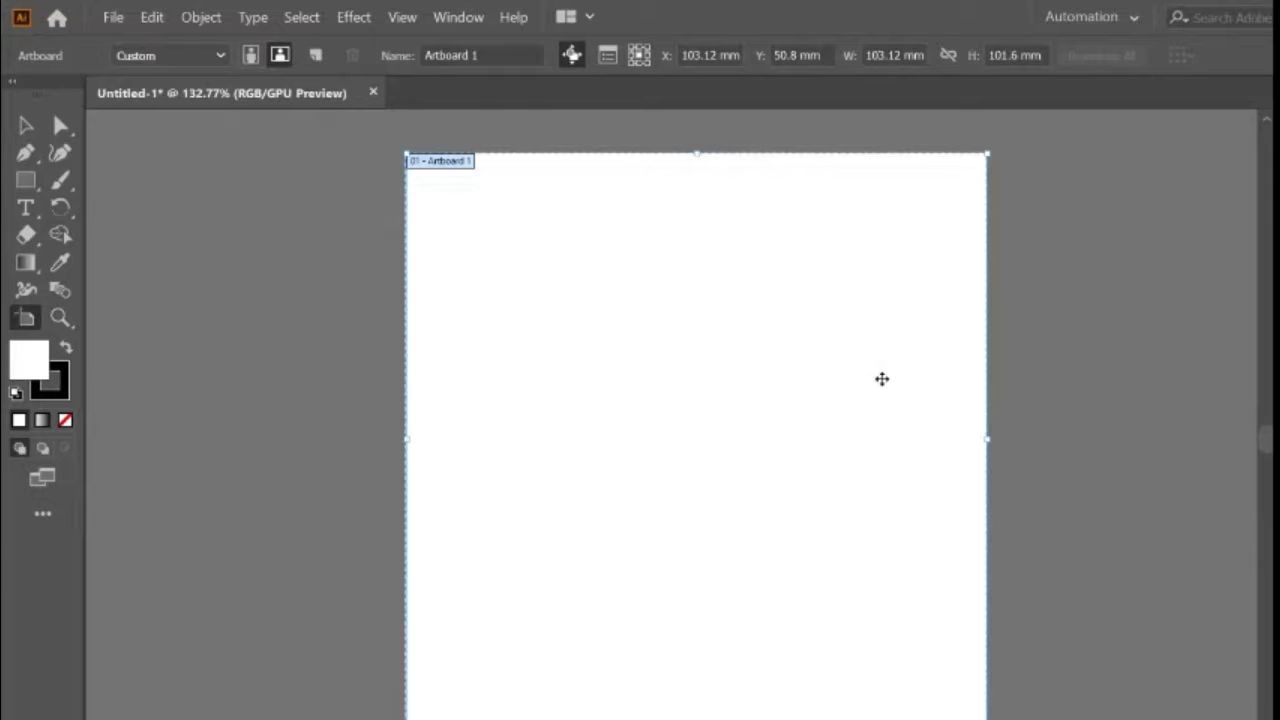 Ai File Edit Object Type Select Effect View Window Help Automation Search Adobe
Artboard Custom Name: Artboard 1 X: 103.12 mm Y: 50.8 mm W: 103.12 mm H: 101.6 mm
Untitled-1* @ 132.77% (RGB/GPU Preview) ×
01 - Artboard 1
T